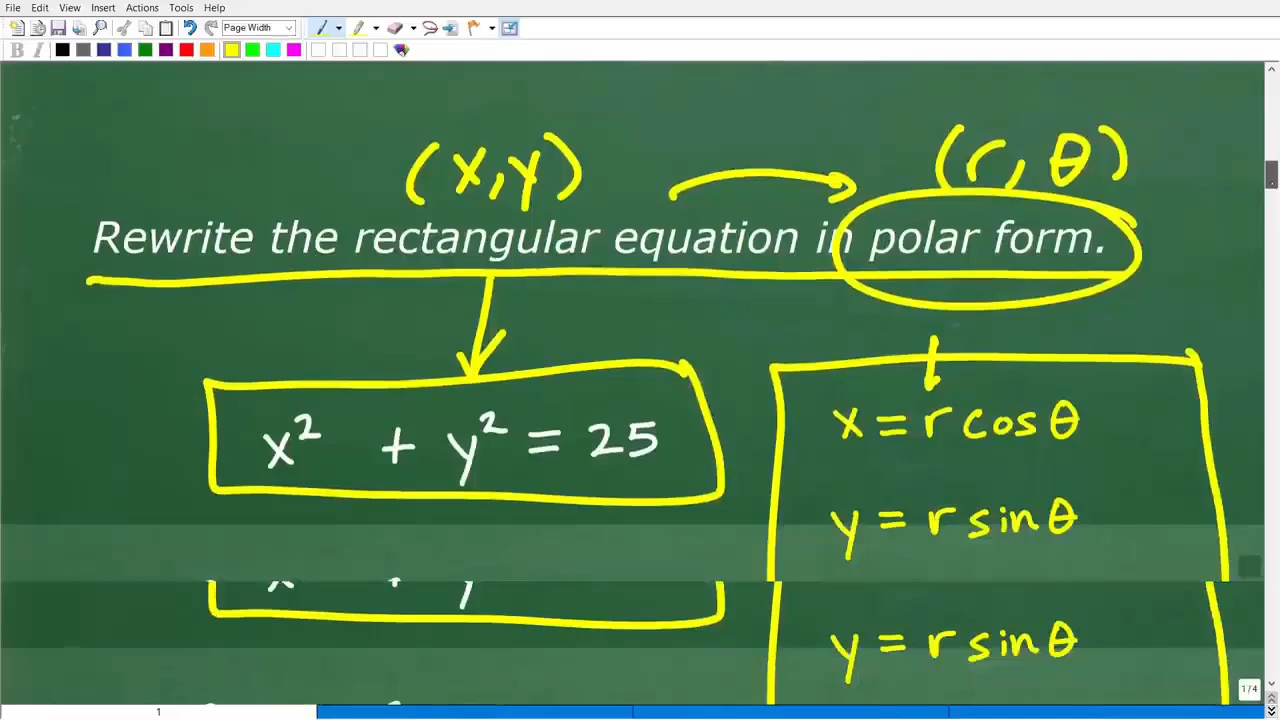 File Edit View Insert Actions Tools Help
Page Width
B I
(x,y) (r, θ)
Rewrite the rectangular equation in polar form.
x² + y² = 25
x = r cos θ
y = r sin θ
y = r sin θ
1/4
1